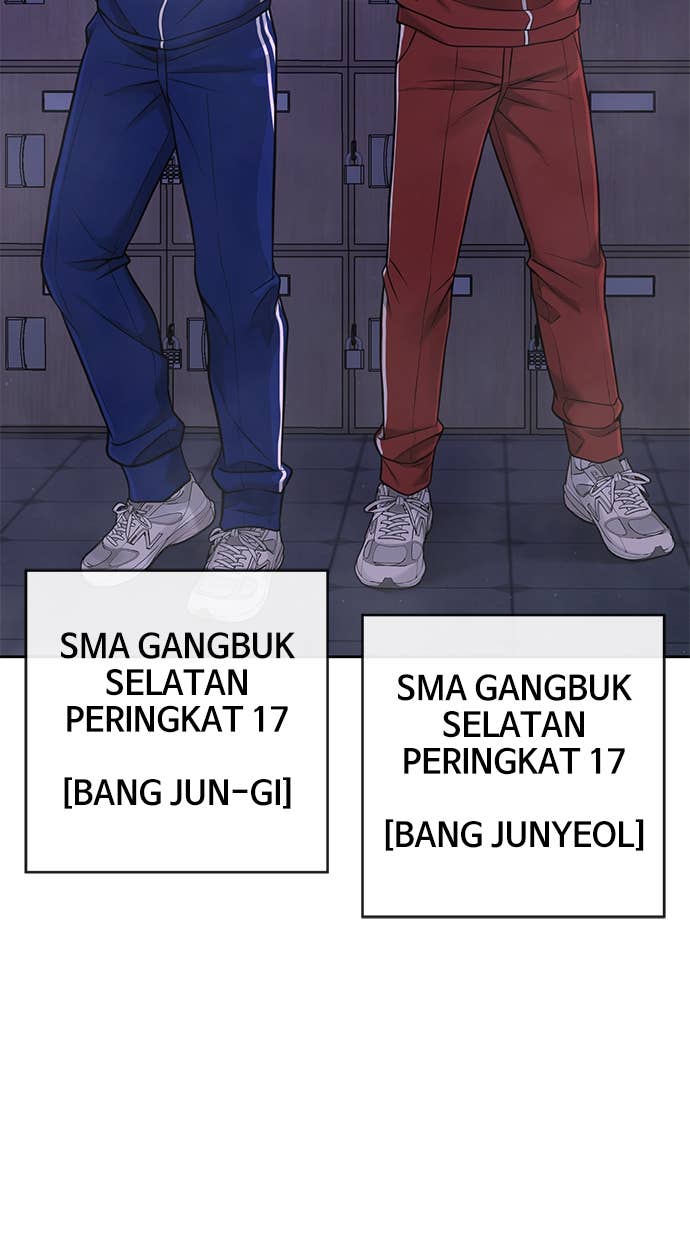 SMA GANGBUK
SELATAN
PERINGKAT 17
[BANG JUN-GI]
SMA GANGBUK
SELATAN
PERINGKAT 17
[BANG JUNYEOL]